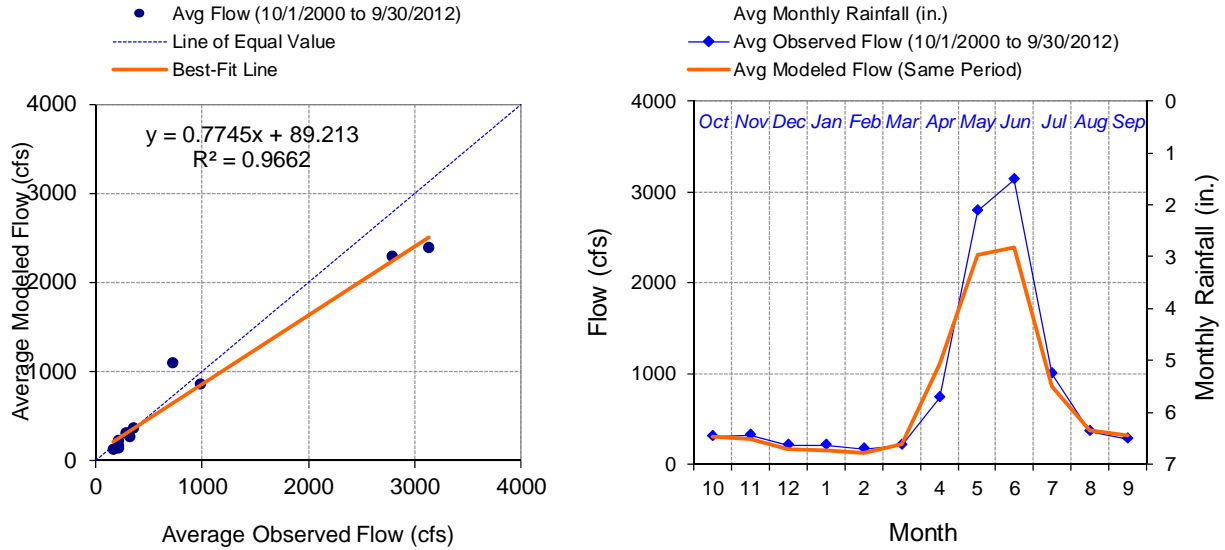 Avg Flow (10/1/2000 to 9/30/2012)
Line of Equal Value
Best-Fit Line
y = 0.7745x + 89.213
R² = 0.9662
4000
3000
2000
1000
0
0 1000 2000 3000 4000
Average Modeled Flow (cfs)
Average Observed Flow (cfs)
Avg Monthly Rainfall (in.)
Avg Observed Flow (10/1/2000 to 9/30/2012)
Avg Modeled Flow (Same Period)
Oct Nov Dec Jan Feb Mar Apr May Jun Jul Aug Sep
4000
3000
2000
1000
0
Flow (cfs)
0
1
2
3
4
5
6
7
Monthly Rainfall (in.)
10 11 12 1 2 3 4 5 6 7 8 9
Month